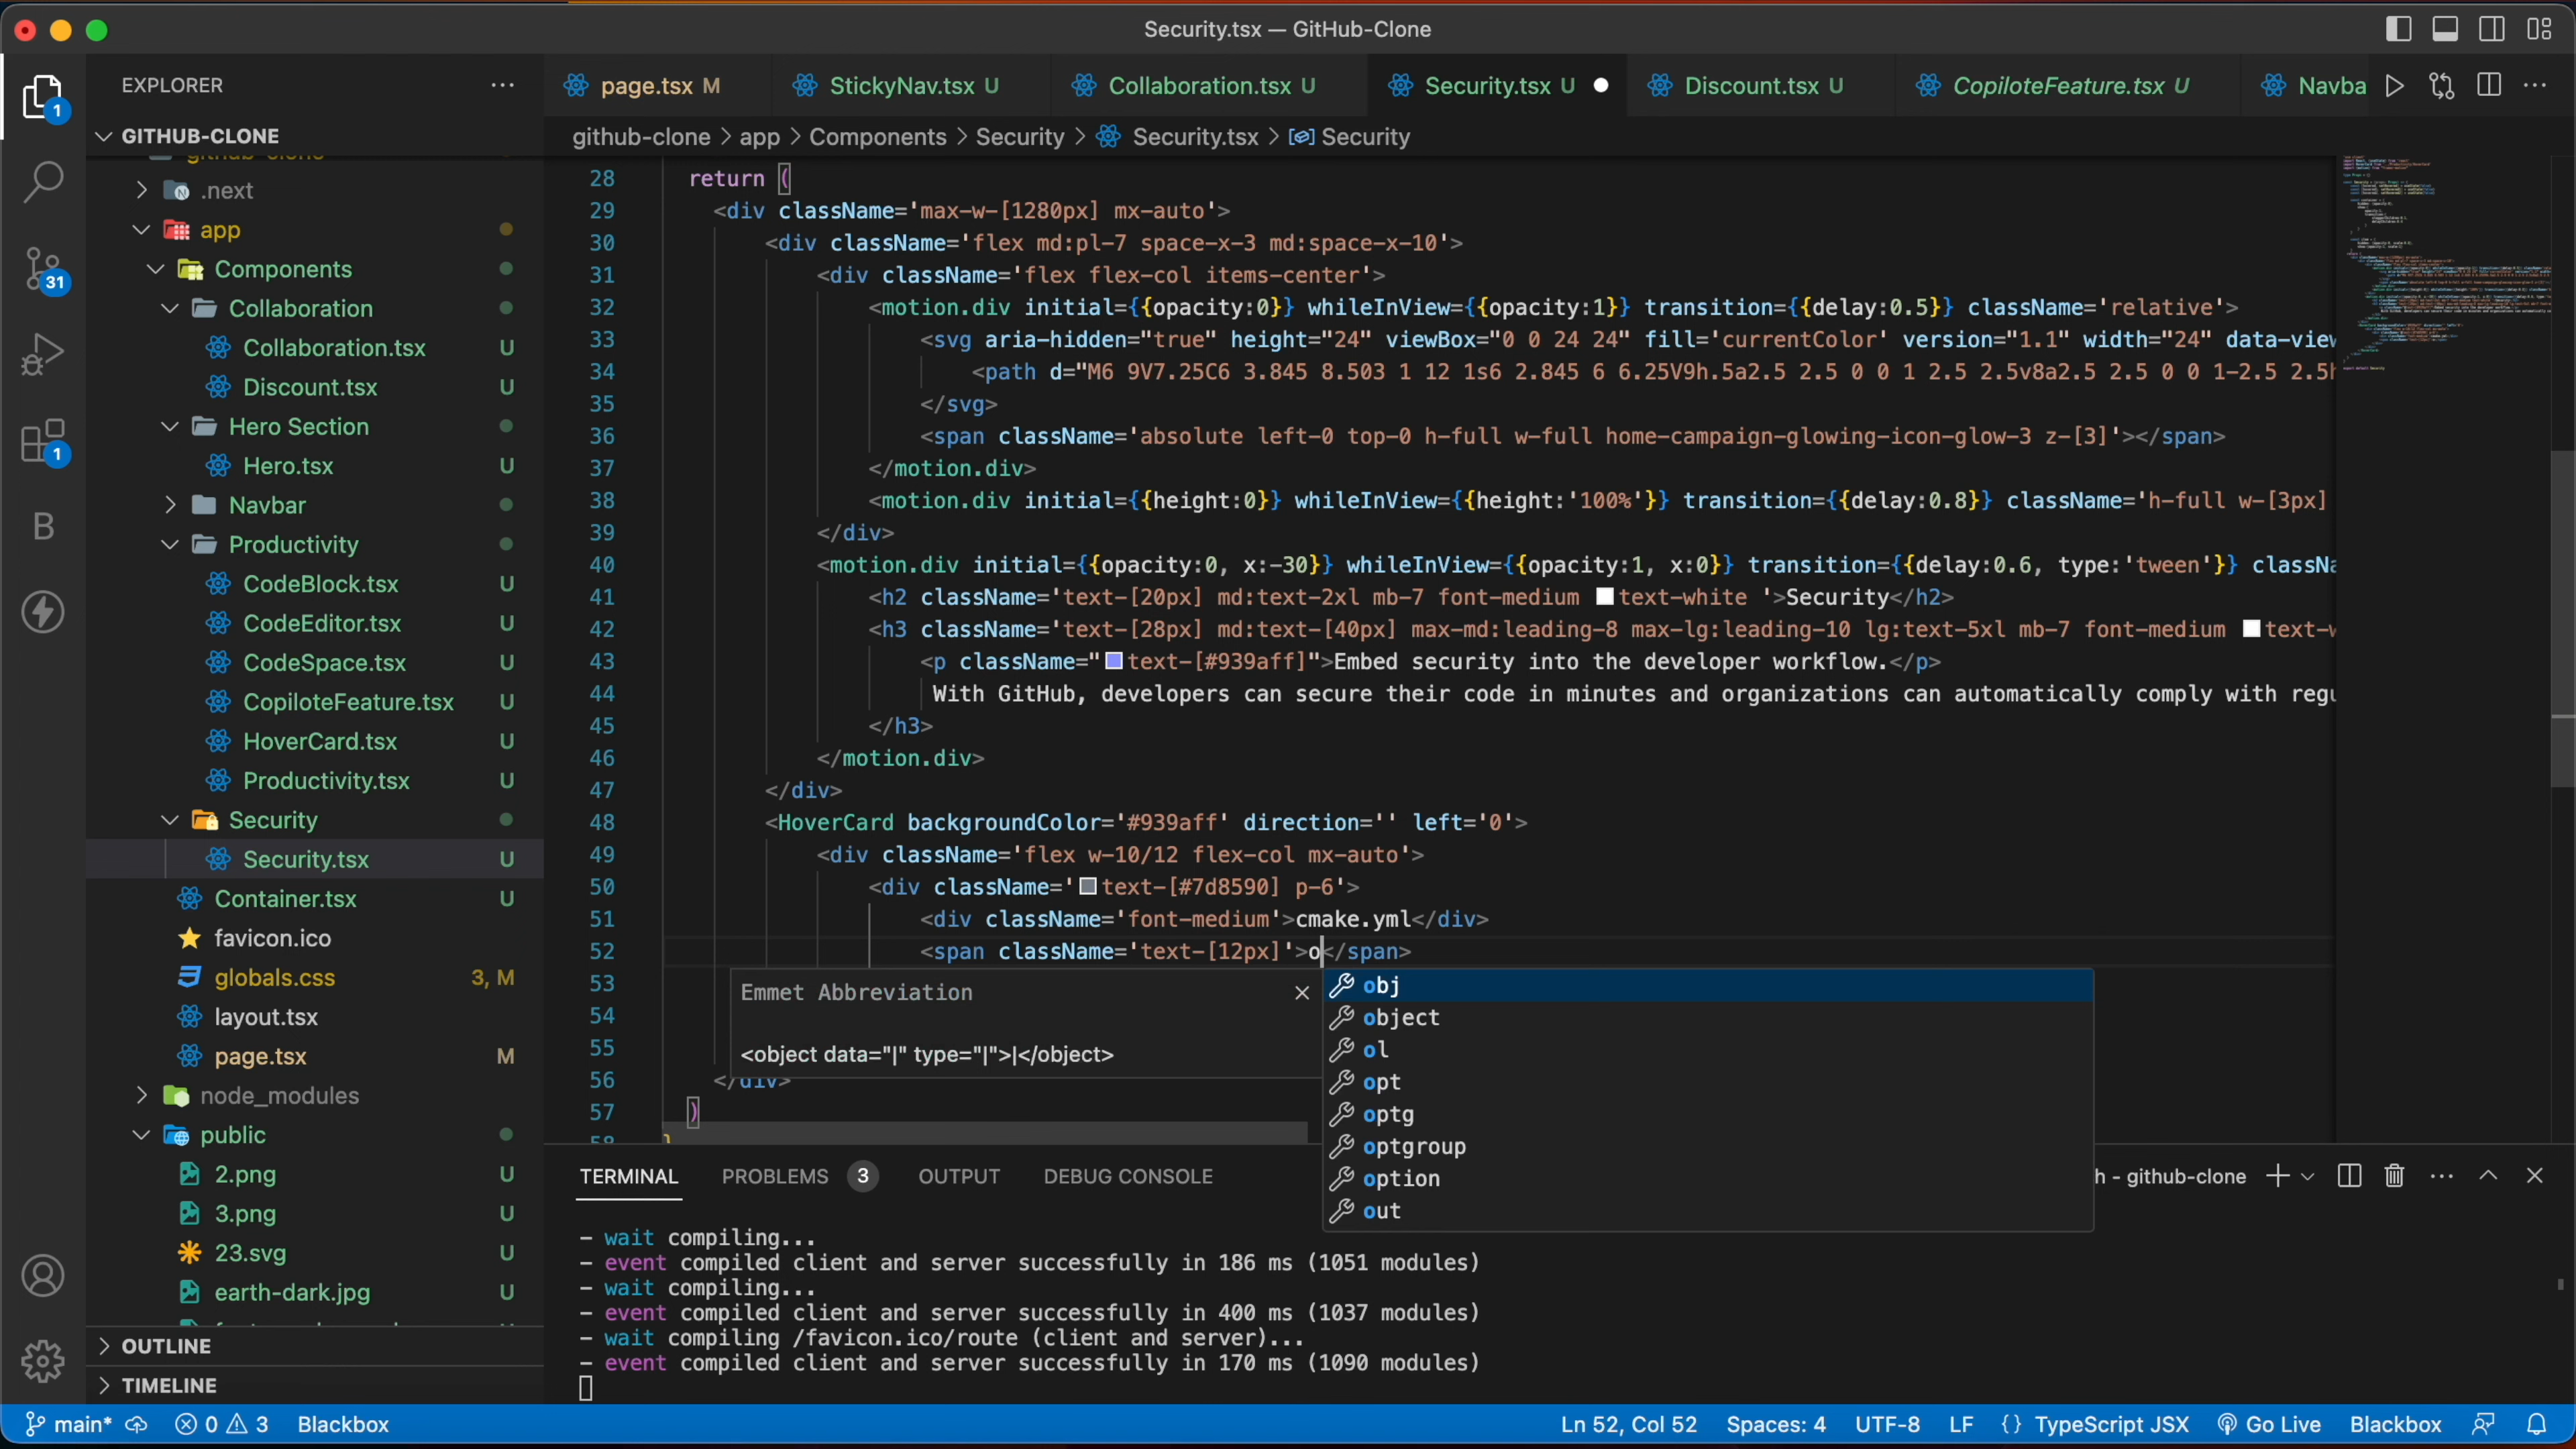 Security.tsx — GitHub-Clone
EXPLORER
GITHUB-CLONE
.next
app
Components
Collaboration
Collaboration.tsx U
Discount.tsx U
Hero Section
Hero.tsx U
Navbar
Productivity
CodeBlock.tsx U
CodeEditor.tsx U
CodeSpace.tsx U
CopiloteFeature.tsx U
HoverCard.tsx U
Productivity.tsx U
Security
Security.tsx U
Container.tsx U
favicon.ico
globals.css 3, M
layout.tsx
page.tsx M
node_modules
public
2.png U
3.png U
23.svg U
earth-dark.jpg U
OUTLINE
TIMELINE
1
31
1
B
page.tsx M
StickyNav.tsx U
Collaboration.tsx U
Security.tsx U
Discount.tsx U
CopiloteFeature.tsx U
Navba
github-clone > app > Components > Security > Security.tsx > Security
28 return (
29 <div className='max-w-[1280px] mx-auto'>
30 <div className='flex md:pl-7 space-x-3 md:space-x-10'>
31 <div className='flex flex-col items-center'>
32 <motion.div initial={{opacity:0}} whileInView={{opacity:1}} transition={{delay:0.5}} className='relative'>
33 <svg aria-hidden="true" height="24" viewBox="0 0 24 24" fill='currentColor' version="1.1" width="24" data-view
34 <path d="M6 9V7.25C6 3.845 8.503 1 12 1s6 2.845 6 6.25V9h.5a2.5 2.5 0 0 1 2.5 2.5v8a2.5 2.5 0 0 1-2.5 2.5h
35 </svg>
36 <span className='absolute left-0 top-0 h-full w-full home-campaign-glowing-icon-glow-3 z-[3]'></span>
37 </motion.div>
38 <motion.div initial={{height:0}} whileInView={{height:'100%'}} transition={{delay:0.8}} className='h-full w-[3px]
39 </div>
40 <motion.div initial={{opacity:0, x:-30}} whileInView={{opacity:1, x:0}} transition={{delay:0.6, type:'tween'}} classNa
41 <h2 className='text-[20px] md:text-2xl mb-7 font-medium text-white '>Security</h2>
42 <h3 className='text-[28px] md:text-[40px] max-md:leading-8 max-lg:leading-10 lg:text-5xl mb-7 font-medium text-w
43 <p className="text-[#939aff]">Embed security into the developer workflow.</p>
44 With GitHub, developers can secure their code in minutes and organizations can automatically comply with regu
45 </h3>
46 </motion.div>
47 </div>
48 <HoverCard backgroundColor='#939aff' direction='' left='0'>
49 <div className='flex w-10/12 flex-col mx-auto'>
50 <div className='text-[#7d8590] p-6'>
51 <div className='font-medium'>cmake.yml</div>
52 <span className='text-[12px]'>o</span>
53
54
55
56 </div>
57 )
58 }
Emmet Abbreviation
<object data="|" type="|">|</object>
obj
object
ol
opt
optg
optgroup
option
out
TERMINAL PROBLEMS 3 OUTPUT DEBUG CONSOLE
h - github-clone
- wait compiling...
- event compiled client and server successfully in 186 ms (1051 modules)
- wait compiling...
- event compiled client and server successfully in 400 ms (1037 modules)
- wait compiling /favicon.ico/route (client and server)...
- event compiled client and server successfully in 170 ms (1090 modules)
main* 0 3 Blackbox
Ln 52, Col 52 Spaces: 4 UTF-8 LF {} TypeScript JSX Go Live Blackbox